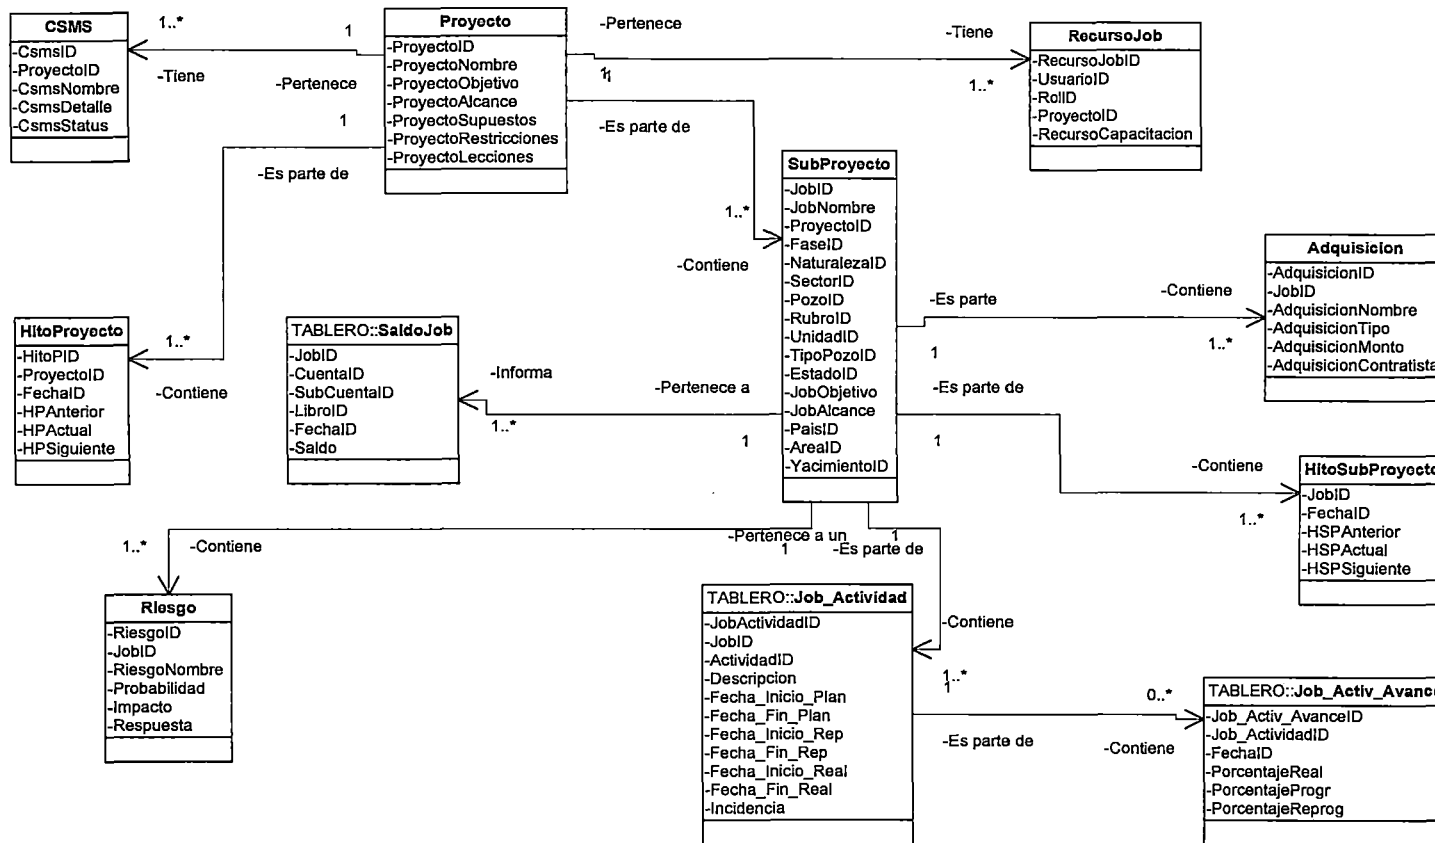 CSMS
-CsmsID
-ProyectoID
-CsmsNombre
-CsmsDetalle
-CsmsStatus
1..*
-Tiene
1
-Pertenece
Proyecto
-ProyectoID
-ProyectoNombre
-ProyectoObjetivo
-ProyectoAlcance
-ProyectoSupuestos
-ProyectoRestricciones
-ProyectoLecciones
-Pertenece
1
-Tiene
1..*
RecursoJob
-RecursoJobID
-UsuarioID
-RolID
-ProyectoID
-RecursoCapacitacion
1
-Es parte de
1..*
-Contiene
HitoProyecto
-HitoPID
-ProyectoID
-FechaID
-HPAnterior
-HPActual
-HPSiguiente
1
-Es parte de
1..*
-Contiene
SubProyecto
-JobID
-JobNombre
-ProyectoID
-FaseID
-NaturalezaID
-SectorID
-PozoID
-RubroID
-UnidadID
-TipoPozoID
-EstadoID
-JobObjetivo
-JobAlcance
-PaisID
-AreaID
-YacimientoID
TABLERO::SaldoJob
-JobID
-CuentaID
-SubCuentaID
-LibroID
-FechaID
-Saldo
-Informa
1..*
-Pertenece a
1
-Es parte
1
-Contiene
1..*
Adquisicion
-AdquisicionID
-JobID
-AdquisicionNombre
-AdquisicionTipo
-AdquisicionMonto
-AdquisicionContratista
-Es parte de
1
-Contiene
1..*
HitoSubProyecto
-JobID
-FechaID
-HSPAnterior
-HSPActual
-HSPSiguiente
1..*
-Contiene
-Pertenece a un
1
Riesgo
-RiesgoID
-JobID
-RiesgoNombre
-Probabilidad
-Impacto
-Respuesta
1
-Es parte de
-Contiene
1..*
TABLERO::Job_Actividad
-JobActividadID
-JobID
-ActividadID
-Descripcion
-Fecha_Inicio_Plan
-Fecha_Fin_Plan
-Fecha_Inicio_Rep
-Fecha_Fin_Rep
-Fecha_Inicio_Real
-Fecha_Fin_Real
-Incidencia
1
-Es parte de
0..*
-Contiene
TABLERO::Job_Activ_Avance
-Job_Activ_AvanceID
-Job_ActividadID
-FechaID
-PorcentajeReal
-PorcentajeProgr
-PorcentajeReprog